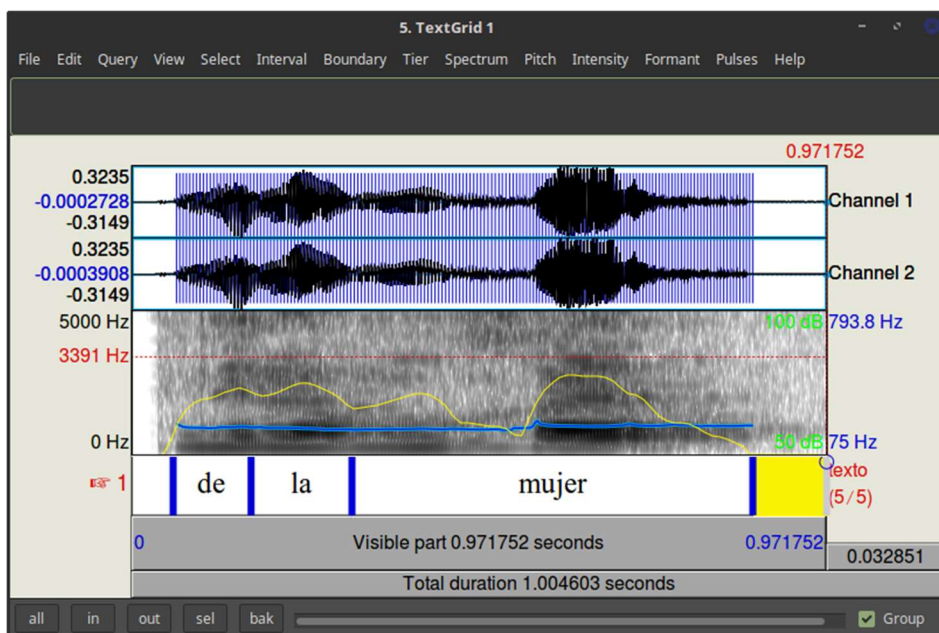 5. TextGrid 1
File Edit Query View Select Interval Boundary Tier Spectrum Pitch Intensity Formant Pulses Help
0.971752
0.3235
-0.0002728
-0.3149
Channel 1
0.3235
-0.0003908
-0.3149
Channel 2
5000 Hz
100 dB 793.8 Hz
3391 Hz
0 Hz
50 dB 75 Hz
1
de la mujer
texto
(5/5)
0 Visible part 0.971752 seconds 0.971752
0.032851
Total duration 1.004603 seconds
all in out sel bak Group